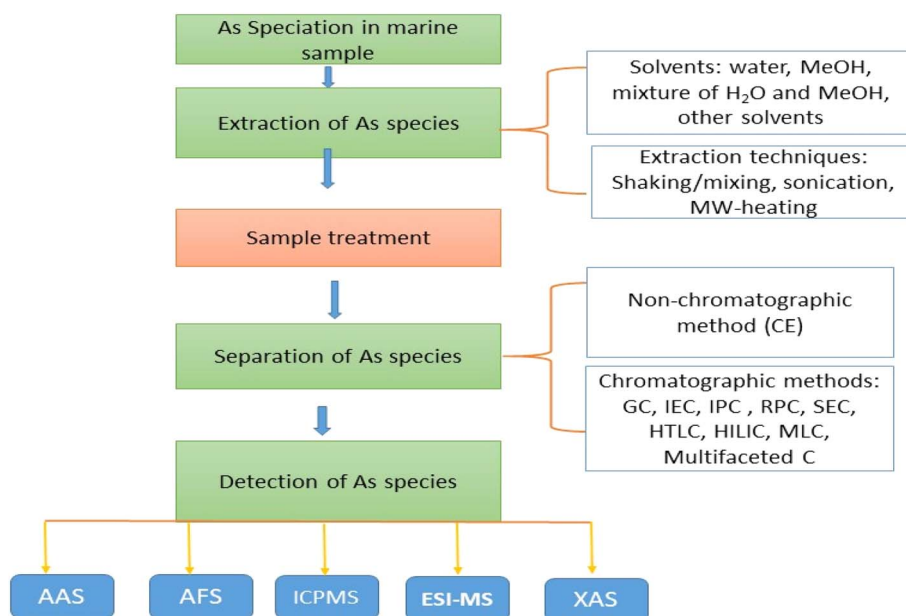 As Speciation in marine
sample
Extraction of As species
Solvents: water, MeOH,
mixture of H₂O and MeOH,
other solvents
Extraction techniques:
Shaking/mixing, sonication,
MW-heating
Sample treatment
Separation of As species
Non-chromatographic
method (CE)
Chromatographic methods:
GC, IEC, IPC , RPC, SEC,
HTLC, HILIC, MLC,
Multifaceted C
Detection of As species
AAS
AFS
ICPMS
ESI-MS
XAS